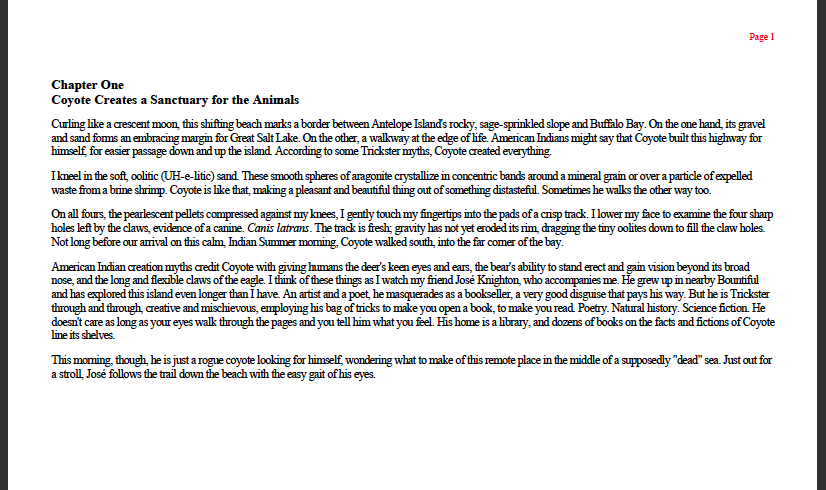 Page 1
Chapter One
Coyote Creates a Sanctuary for the Animals
Curling like a crescent moon, this shifting beach marks a border between Antelope Island's rocky, sage-sprinkled slope and Buffalo Bay. On the one hand, its gravel
and sand forms an embracing margin for Great Salt Lake. On the other, a walkway at the edge of life. American Indians might say that Coyote built this highway for
himself, for easier passage down and up the island. According to some Trickster myths, Coyote created everything.
I kneel in the soft, oolitic (UH-e-litic) sand. These smooth spheres of aragonite crystallize in concentric bands around a mineral grain or over a particle of expelled
waste from a brine shrimp. Coyote is like that, making a pleasant and beautiful thing out of something distasteful. Sometimes he walks the other way too.
On all fours, the pearlescent pellets compressed against my knees, I gently touch my fingertips into the pads of a crisp track. I lower my face to examine the four sharp
holes left by the claws, evidence of a canine. Canis latrans. The track is fresh; gravity has not yet eroded its rim, dragging the tiny oolites down to fill the claw holes.
Not long before our arrival on this calm, Indian Summer morning, Coyote walked south, into the far corner of the bay.
American Indian creation myths credit Coyote with giving humans the deer's keen eyes and ears, the bear's ability to stand erect and gain vision beyond its broad
nose, and the long and flexible claws of the eagle. I think of these things as I watch my friend José Knighton, who accompanies me. He grew up in nearby Bountiful
and has explored this island even longer than I have. An artist and a poet, he masquerades as a bookseller, a very good disguise that pays his way. But he is Trickster
through and through, creative and mischievous, employing his bag of tricks to make you open a book, to make you read. Poetry. Natural history. Science fiction. He
doesn't care as long as your eyes walk through the pages and you tell him what you feel. His home is a library, and dozens of books on the facts and fictions of Coyote
line its shelves.
This morning, though, he is just a rogue coyote looking for himself, wondering what to make of this remote place in the middle of a supposedly "dead" sea. Just out for
a stroll, José follows the trail down the beach with the easy gait of his eyes.